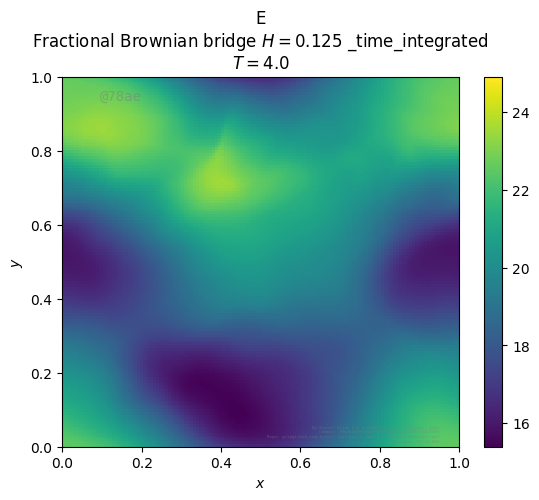 E
Fractional Brownian bridge H = 0.125 _time_integrated
T = 4.0
@78ae
1.0
0.8
0.6
0.4
0.2
0.0
y
0.0 0.2 0.4 0.6 0.8 1.0
x
24
22
20
18
16